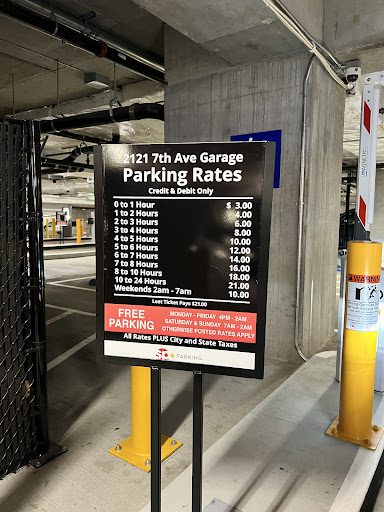 2121 7th Ave Garage
Parking Rates
Credit & Debit Only
0 to 1 Hour $ 3.00
1 to 2 Hours 4.00
2 to 3 Hours 6.00
3 to 4 Hours 8.00
4 to 5 Hours 10.00
5 to 6 Hours 12.00
6 to 7 Hours 14.00
7 to 8 Hours 16.00
8 to 10 Hours 18.00
10 to 24 Hours 21.00
Weekends 2am - 7am 10.00
Lost Ticket Pays $21.00
FREE PARKING
MONDAY - FRIDAY 4PM - 2AM
SATURDAY & SUNDAY 7AM - 2AM
OTHERWISE POSTED RATES APPLY
All Rates PLUS City and State Taxes
PARKING
WARNING